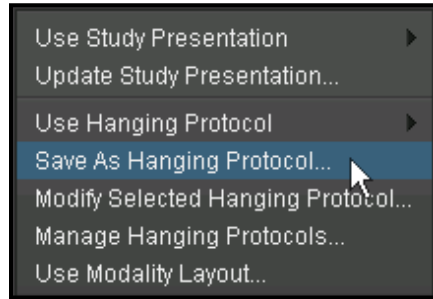 Use Study Presentation
Update Study Presentation...
Use Hanging Protocol
Save As Hanging Protocol...
Modify Selected Hanging Protocol...
Manage Hanging Protocols...
Use Modality Layout...